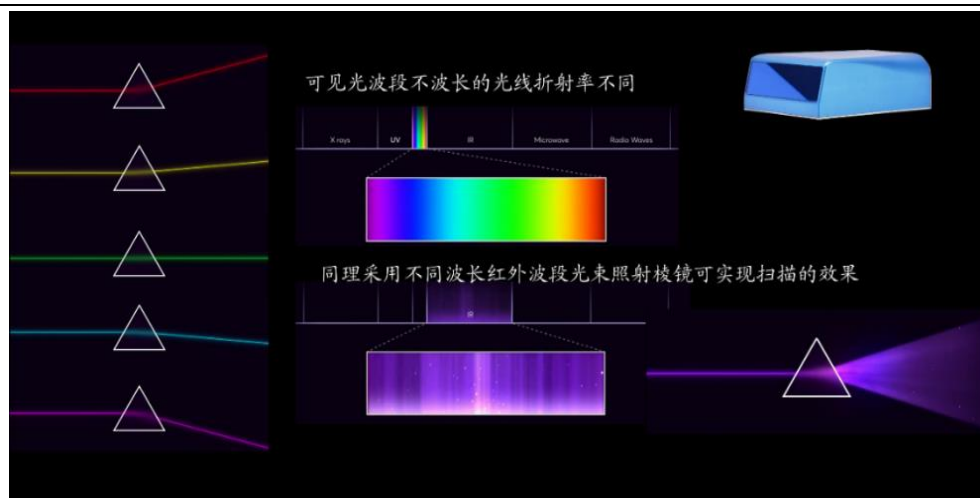 可见光波段不波长的光线折射率不同
X rays UV IR Microwave Radio Waves
同理采用不同波长红外波段光束照射棱镜可实现扫描的效果
IR